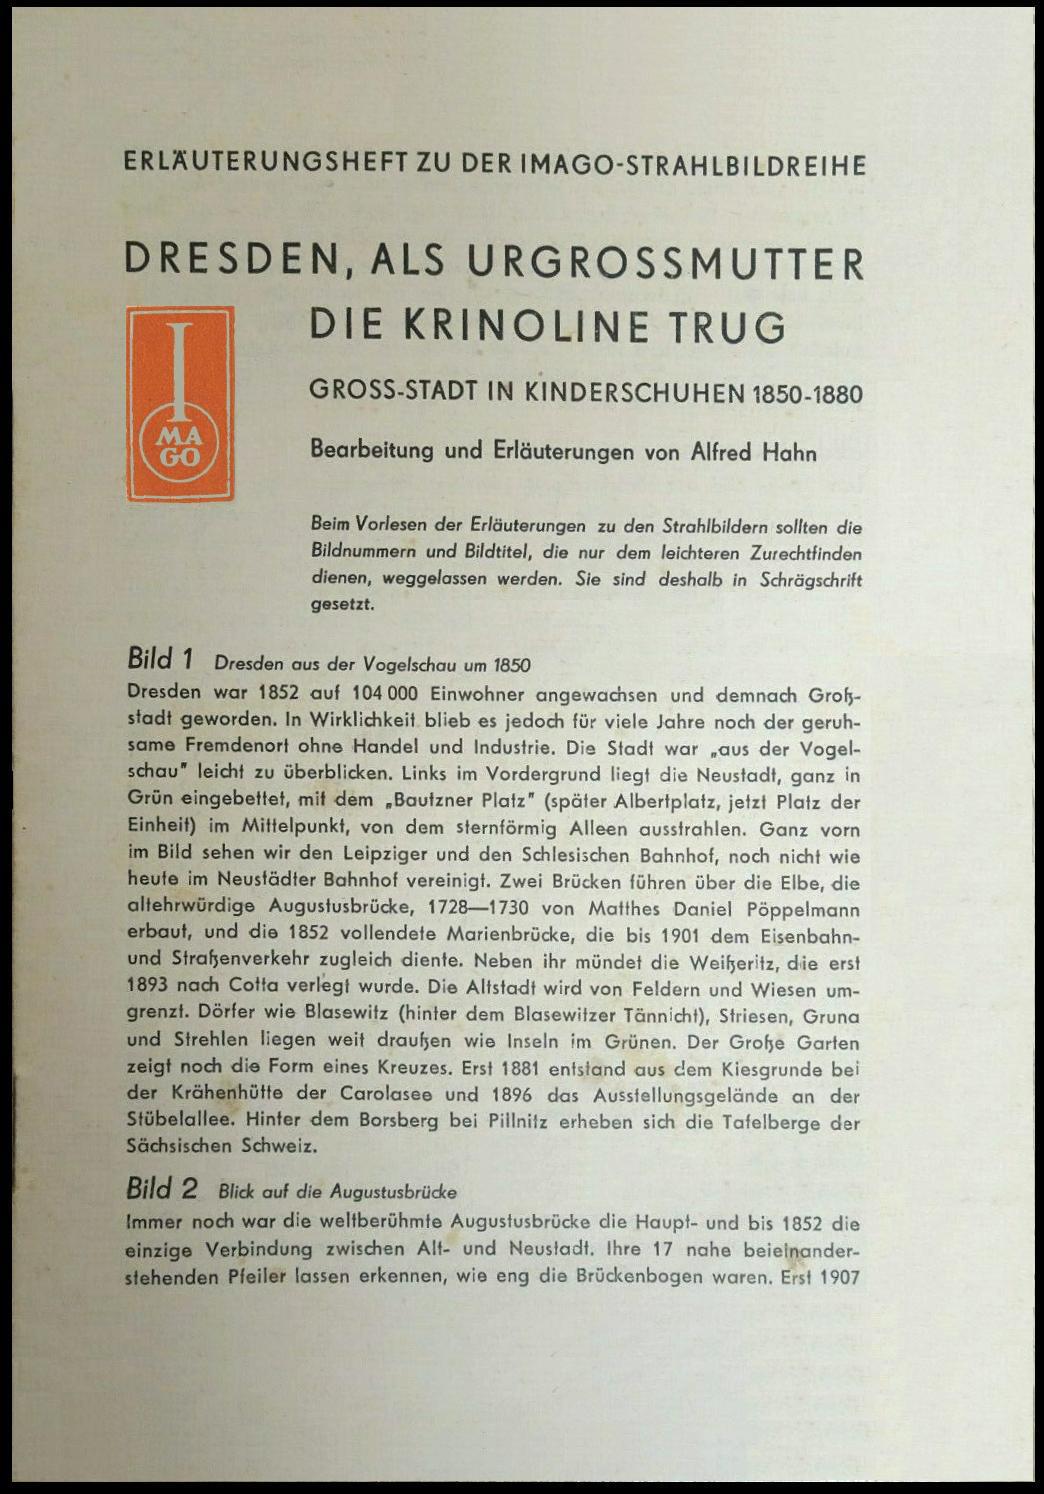 ERLÄUTERUNGSHEFT ZU DER IMAGO-STRAHLBILDREIHE
DRESDEN, ALS URGROSSMUTTER
DIE KRINOLINE TRUG
GROSS-STADT IN KINDERSCHUHEN 1850-1880
I
MA
GO
Bearbeitung und Erläuterungen von Alfred Hahn
Beim Vorlesen der Erläuterungen zu den Strahlbildern sollten die
Bildnummern und Bildtitel, die nur dem leichteren Zurechtfinden
dienen, weggelassen werden. Sie sind deshalb in Schrägschrift
gesetzt.
Bild 1 Dresden aus der Vogelschau um 1850
Dresden war 1852 auf 104 000 Einwohner angewachsen und demnach Groß-
stadt geworden. In Wirklichkeit blieb es jedoch für viele Jahre noch der geruh-
same Fremdenort ohne Handel und Industrie. Die Stadt war „aus der Vogel-
schau" leicht zu überblicken. Links im Vordergrund liegt die Neustadt, ganz in
Grün eingebettet, mit dem „Bautzner Platz" (später Albertplatz, jetzt Platz der
Einheit) im Mittelpunkt, von dem sternförmig Alleen ausstrahlen. Ganz vorn
im Bild sehen wir den Leipziger und den Schlesischen Bahnhof, noch nicht wie
heute im Neustädter Bahnhof vereinigt. Zwei Brücken führen über die Elbe, die
altehrwürdige Augustusbrücke, 1728—1730 von Matthes Daniel Pöppelmann
erbaut, und die 1852 vollendete Marienbrücke, die bis 1901 dem Eisenbahn-
und Straßenverkehr zugleich diente. Neben ihr mündet die Weißeritz, die erst
1893 nach Cotta verlegt wurde. Die Altstadt wird von Feldern und Wiesen um-
grenzt. Dörfer wie Blasewitz (hinter dem Blasewitzer Tännicht), Striesen, Gruna
und Strehlen liegen weit draußen wie Inseln im Grünen. Der Große Garten
zeigt noch die Form eines Kreuzes. Erst 1881 entstand aus dem Kiesgrunde bei
der Krähenhütte der Carolasee und 1896 das Ausstellungsgelände an der
Stübelallee. Hinter dem Borsberg bei Pillnitz erheben sich die Tafelberge der
Sächsischen Schweiz.
Bild 2 Blick auf die Augustusbrücke
Immer noch war die weltberühmte Augustusbrücke die Haupt- und bis 1852 die
einzige Verbindung zwischen Alt- und Neustadt. Ihre 17 nahe beieinander-
stehenden Pfeiler lassen erkennen, wie eng die Brückenbogen waren. Erst 1907